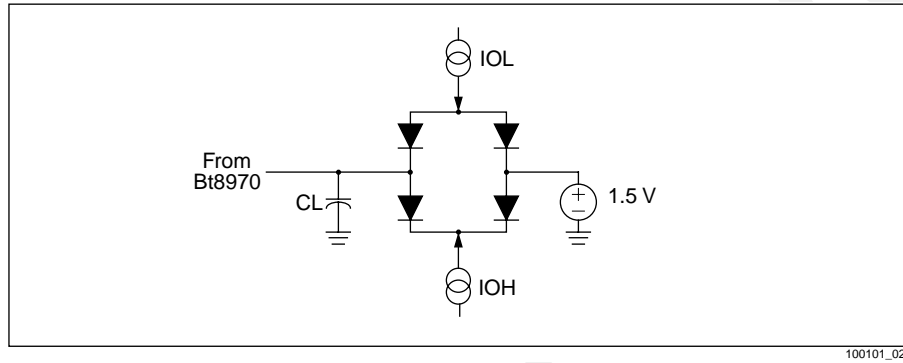 IOL
From
Bt8970
CL
+
−
1.5 V
IOH
100101_02